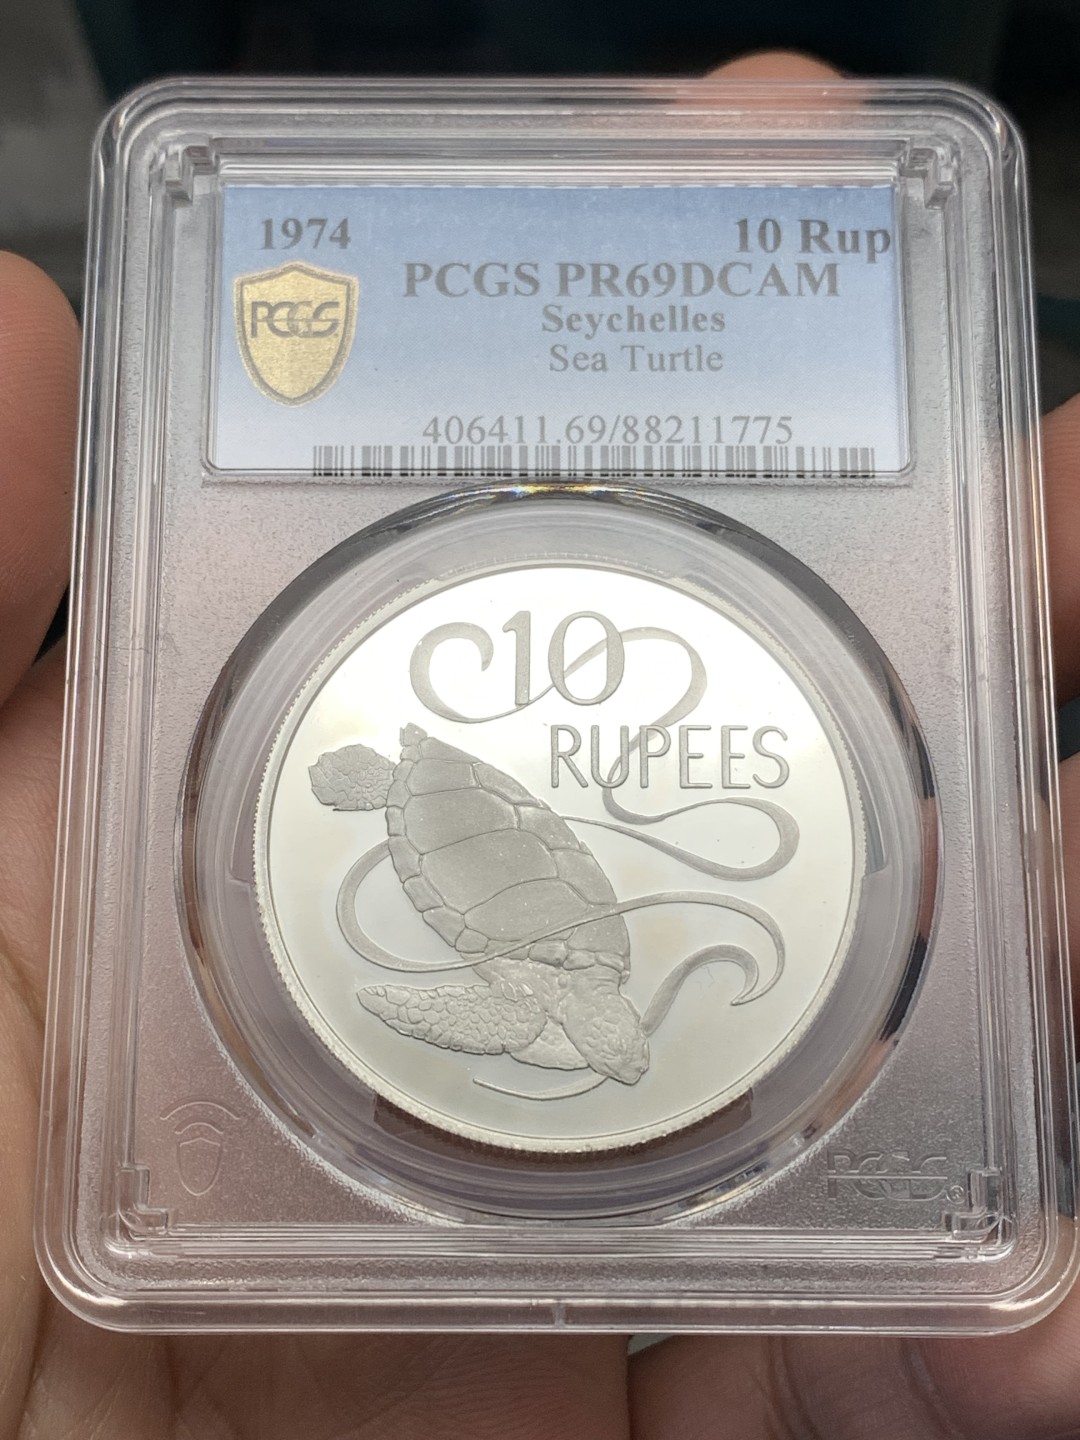 1974 10 Rup
PCGS PR69DCAM
Seychelles
PCGS
Sea Turtle
406411.69/88211775
10
RUPEES
PCGS®